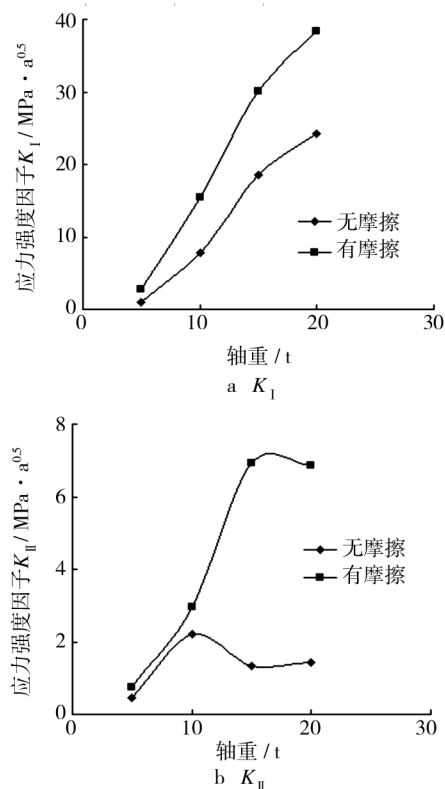 40
30
20
10
0
应力强度因子K_Ⅰ / MPa · a^0.5
无摩擦
有摩擦
0 10 20 30
轴重 / t
a K_Ⅰ
8
6
4
2
0
应力强度因子K_Ⅱ / MPa · a^0.5
无摩擦
有摩擦
0 10 20 30
轴重 / t
b K_Ⅱ